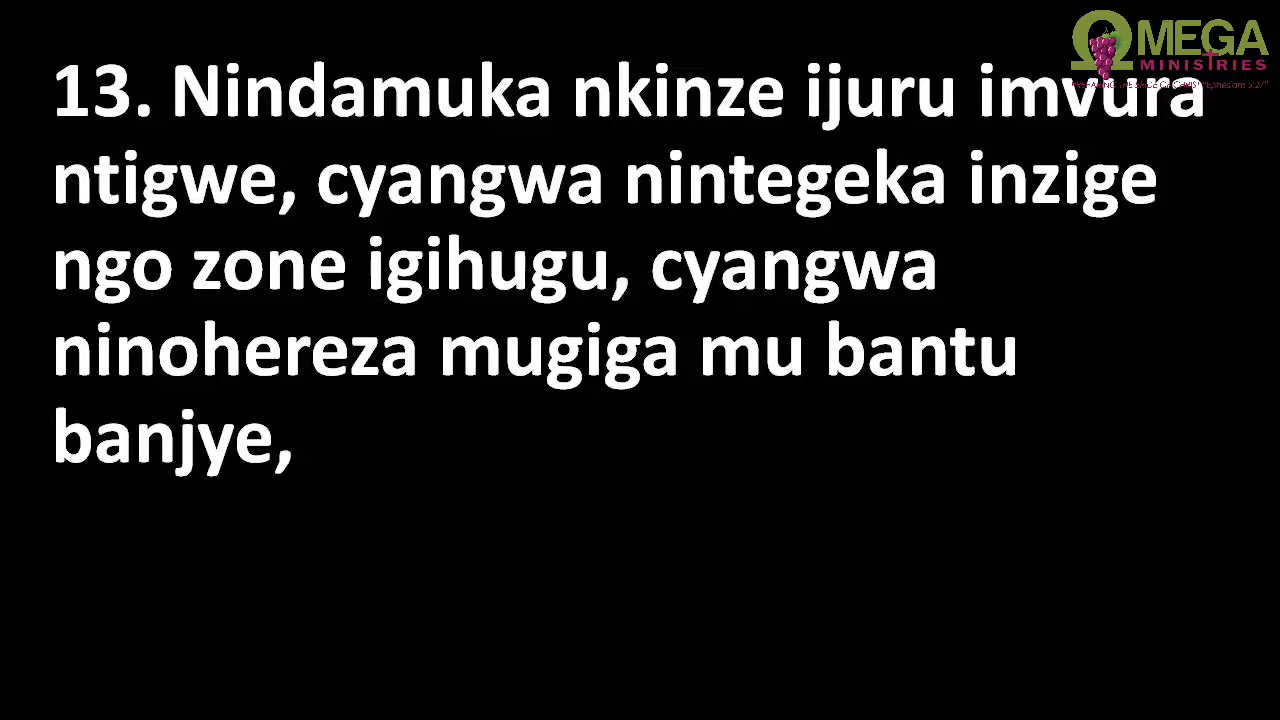 ΩMEGA
MINISTRIES
13. Nindamuka nkinze ijuru imvura
ntigwe, cyangwa nintegeka inzige
ngo zone igihugu, cyangwa
ninohereza mugiga mu bantu
banjye,